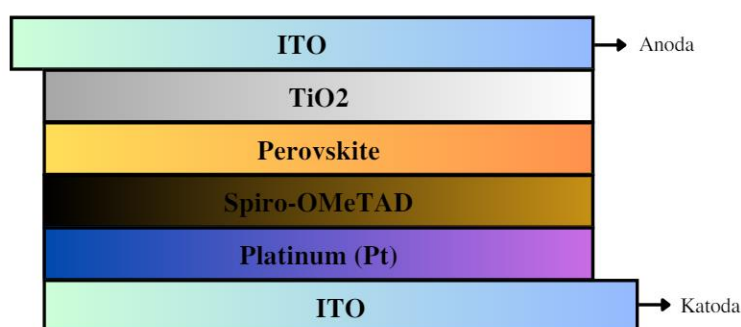 ITO
Anoda
TiO2
Perovskite
Spiro-OMeTAD
Platinum (Pt)
ITO
Katoda